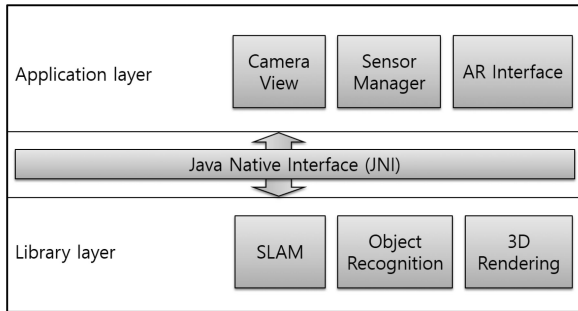 Application layer
Camera
View
Sensor
Manager
AR Interface
Java Native Interface (JNI)
Library layer
SLAM
Object
Recognition
3D
Rendering